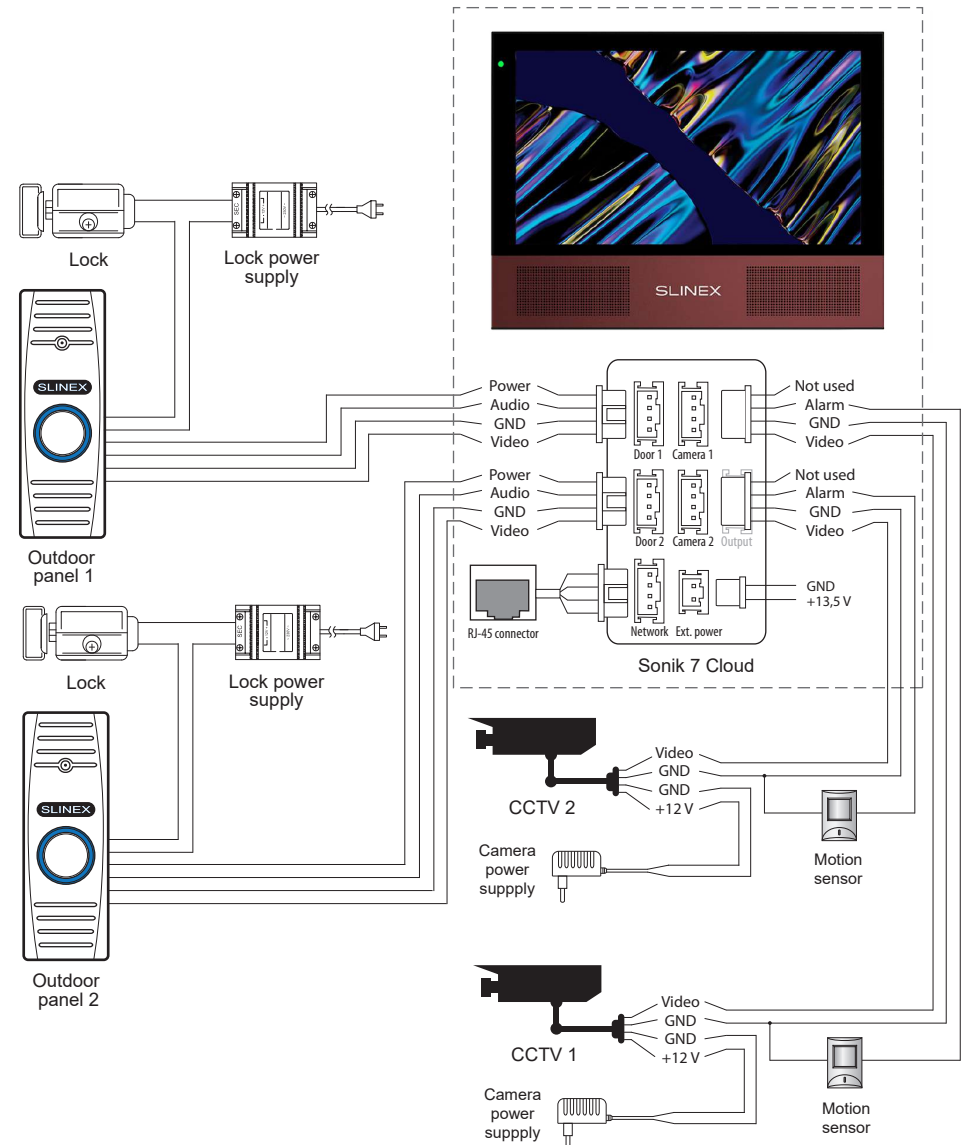 SLINEX
SEC
Lock
Lock power
supply
SLINEX
Outdoor
panel 1
Power
Audio
GND
Video
Door 1
Camera 1
Not used
Alarm
GND
Video
Power
Audio
GND
Video
Door 2
Camera 2
Output
Not used
Alarm
GND
Video
RJ-45 connector
Network
Ext. power
GND
+13,5 V
Sonik 7 Cloud
SEC
Lock
Lock power
supply
SLINEX
Outdoor
panel 2
Video
GND
GND
+12 V
CCTV 2
Camera
power
suppply
Motion
sensor
Video
GND
GND
+12 V
CCTV 1
Camera
power
suppply
Motion
sensor